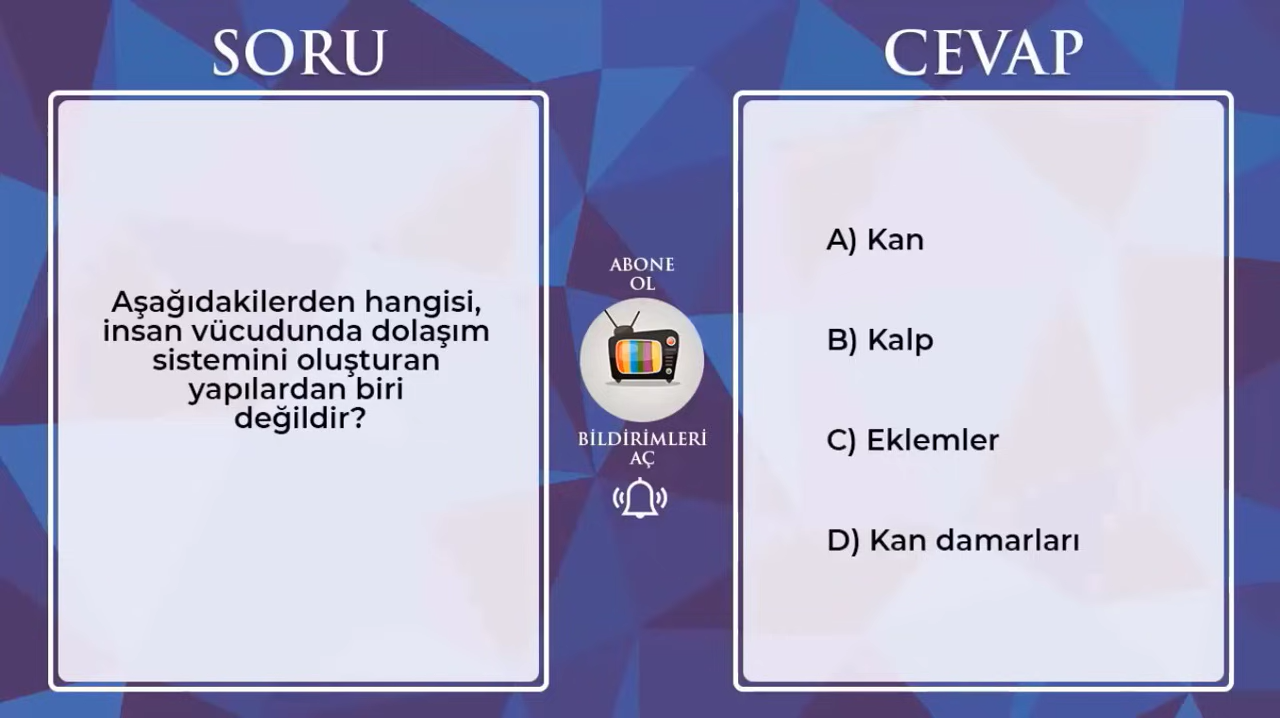 SORU
Aşağıdakilerden hangisi,
insan vücudunda dolaşım
sistemini oluşturan
yapılardan biri
değildir?
ABONE
OL
BİLDİRİMLERİ
AÇ
CEVAP
A) Kan
B) Kalp
C) Eklemler
D) Kan damarları